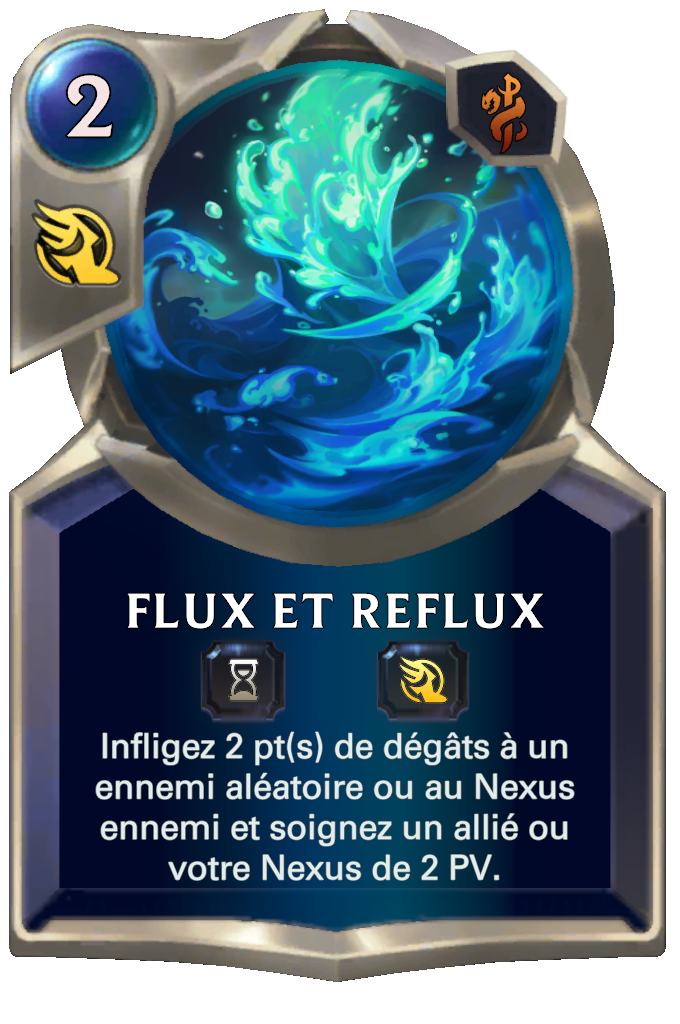 2
FLUX ET REFLUX
Infligez 2 pt(s) de dégâts à un
ennemi aléatoire ou au Nexus
ennemi et soignez un allié ou
votre Nexus de 2 PV.